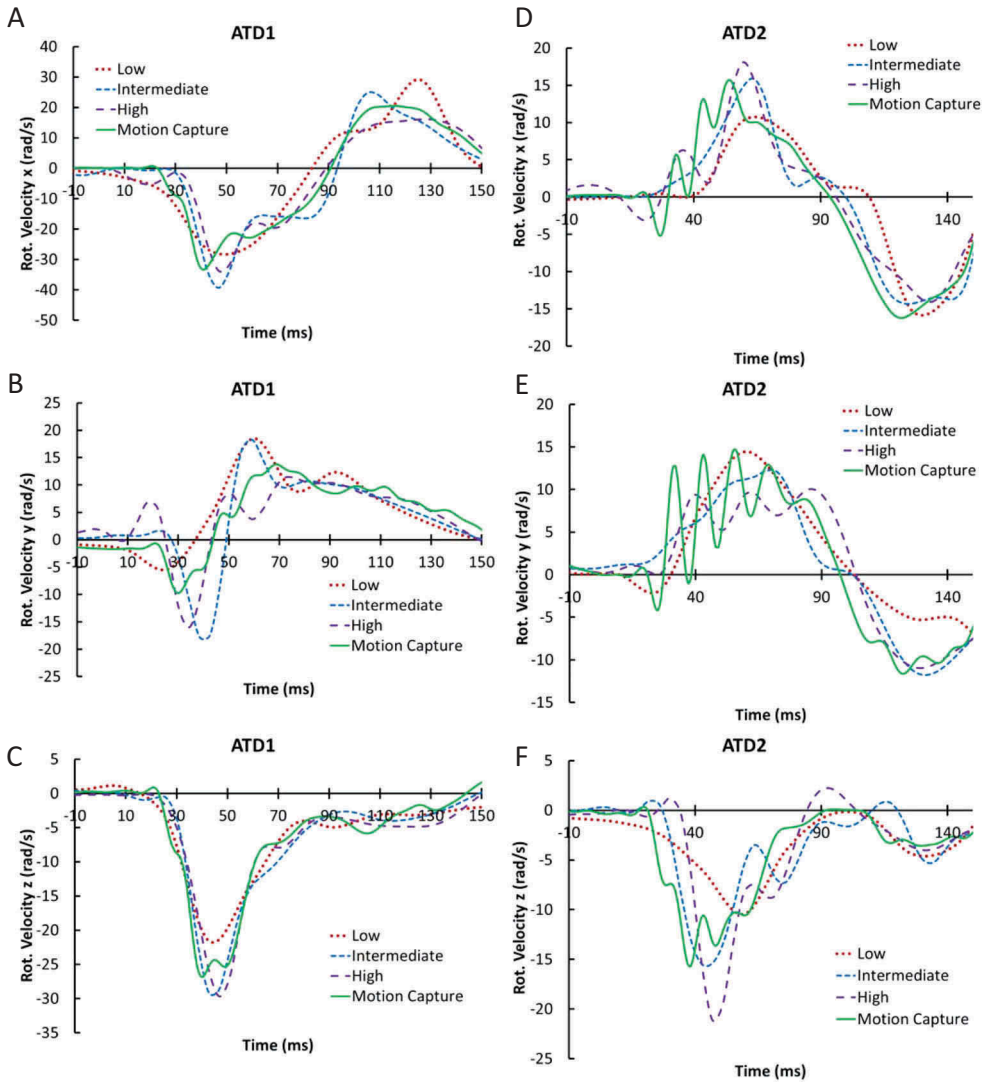 A
ATD1
40
30
20
10
0
-10
-20
-30
-40
-50
-10 10 30 50 70 90 110 130 150
Rot. Velocity x (rad/s)
Time (ms)
Low
Intermediate
High
Motion Capture
D
ATD2
20
15
10
5
0
-5
-10
-15
-20
-10 40 90 140
Rot. Velocity x (rad/s)
Time (ms)
Low
Intermediate
High
Motion Capture
B
ATD1
25
20
15
10
5
0
-5
-10
-15
-20
-25
-10 10 30 50 70 90 110 130 150
Rot. Velocity y (rad/s)
Time (ms)
Low
Intermediate
High
Motion Capture
E
ATD2
20
15
10
5
0
-5
-10
-15
-10 40 90 140
Rot. Velocity y (rad/s)
Time (ms)
Low
Intermediate
High
Motion Capture
C
ATD1
5
0
-5
-10
-15
-20
-25
-30
-35
-10 10 30 50 70 90 110 130 150
Rot. Velocity z (rad/s)
Time (ms)
Low
Intermediate
High
Motion Capture
F
ATD2
5
0
-5
-10
-15
-20
-25
-10 40 90 140
Rot. Velocity z (rad/s)
Time (ms)
Low
Intermediate
High
Motion Capture